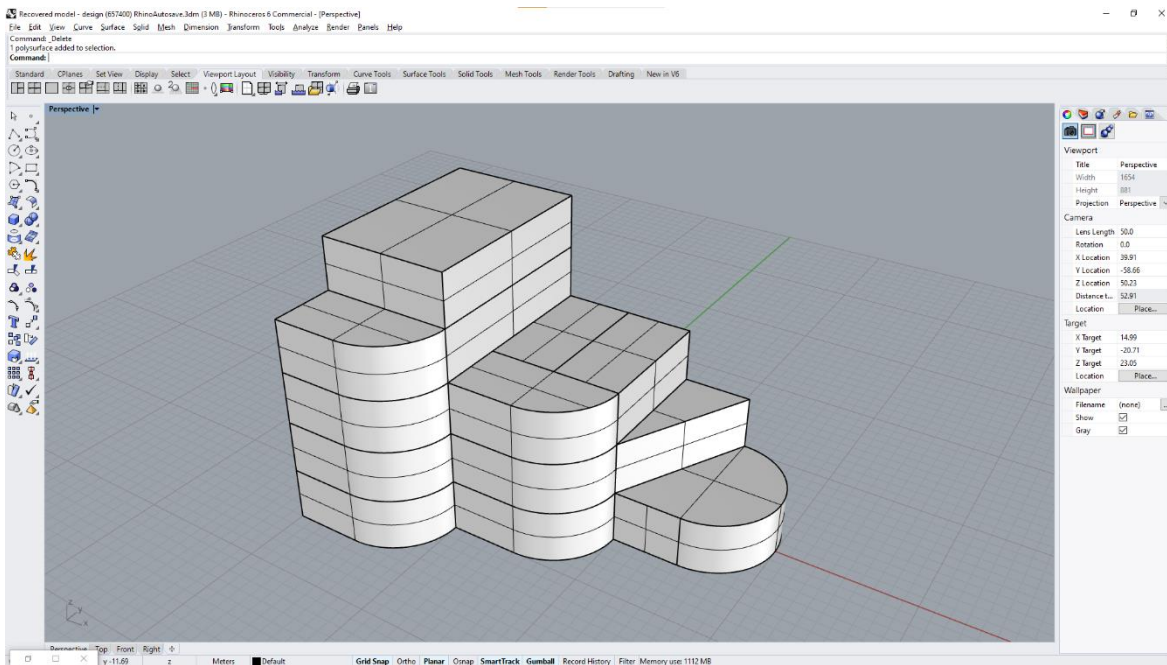 Recovered model - design (657400) RhinoAutosave.3dm (3 MB) - Rhinoceros 6 Commercial - [Perspective]
File Edit View Curve Surface Solid Mesh Dimension Transform Tools Analyze Render Panels Help
Command: _Delete
1 polysurface added to selection.
Command:
Standard CPlanes Set View Display Select Viewport Layout Visibility Transform Curve Tools Surface Tools Solid Tools Mesh Tools Render Tools Drafting New in V6
Perspective
Viewport
Title Perspective
Width 1654
Height 881
Projection Perspective
Camera
Lens Length 50.0
Rotation 0.0
X Location 39.91
Y Location -58.66
Z Location 50.23
Distance t... 52.91
Location Place...
Target
X Target 14.99
Y Target -20.71
Z Target 23.05
Location Place...
Wallpaper
Filename (none) ...
Show
Gray
z y x
Perspective Top Front Right
y -11.69 z Meters Default Grid Snap Ortho Planar Osnap SmartTrack Gumball Record History Filter Memory use: 1112 MB